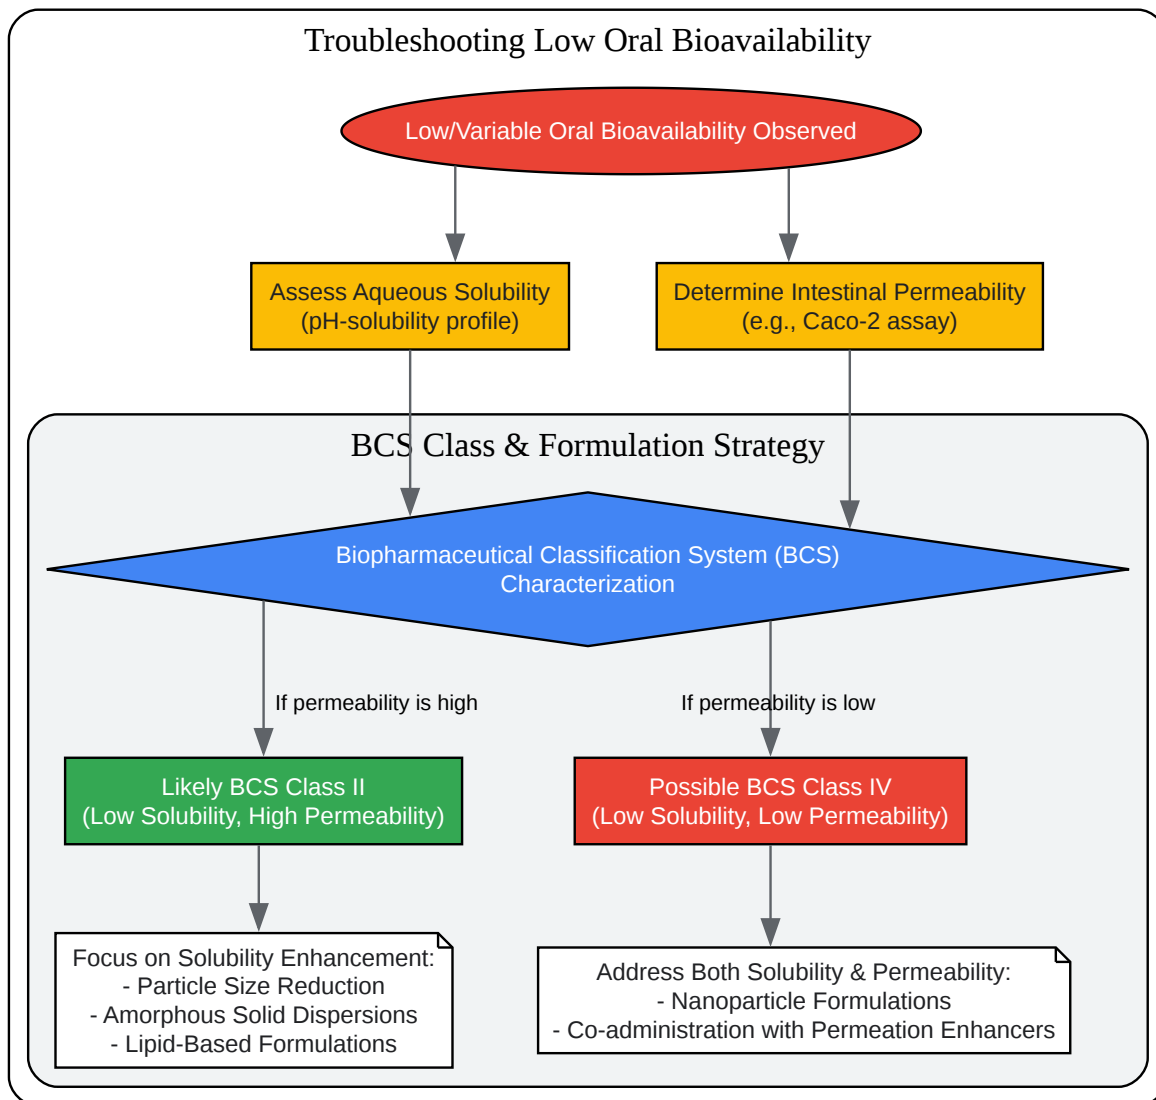 Troubleshooting Low Oral Bioavailability
Low/Variable Oral Bioavailability Observed
Assess Aqueous Solubility
(pH-solubility profile)
Determine Intestinal Permeability
(e.g., Caco-2 assay)
BCS Class & Formulation Strategy
Biopharmaceutical Classification System (BCS)
Characterization
If permeability is high
If permeability is low
Likely BCS Class II
(Low Solubility, High Permeability)
Possible BCS Class IV
(Low Solubility, Low Permeability)
Focus on Solubility Enhancement:
- Particle Size Reduction
- Amorphous Solid Dispersions
- Lipid-Based Formulations
Address Both Solubility & Permeability:
- Nanoparticle Formulations
- Co-administration with Permeation Enhancers